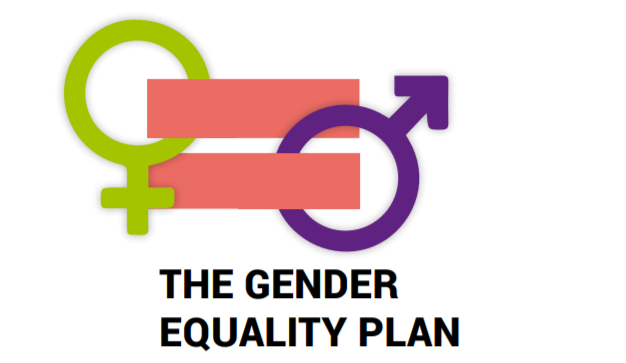 THE GENDER
EQUALITY PLAN